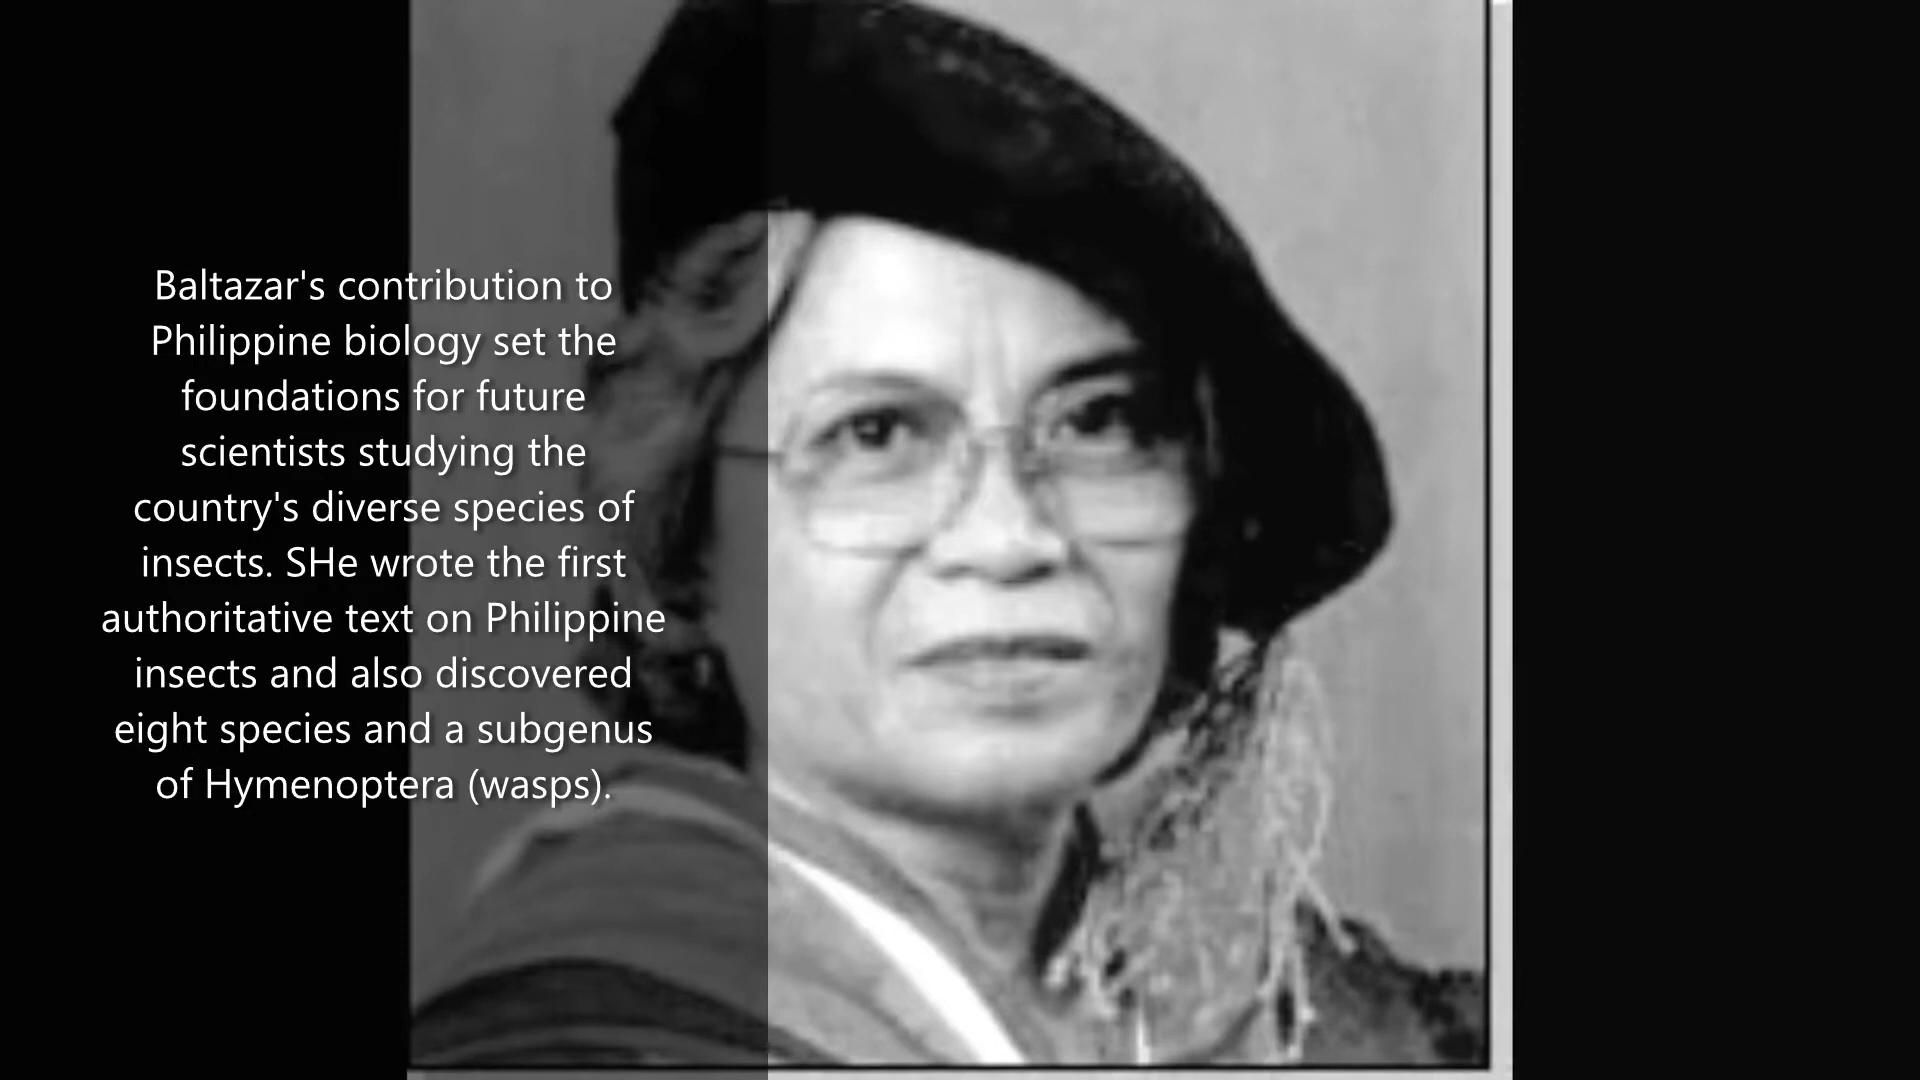 Baltazar's contribution to
Philippine biology set the
foundations for future
scientists studying the
country's diverse species of
insects. SHe wrote the first
authoritative text on Philippine
insects and also discovered
eight species and a subgenus
of Hymenoptera (wasps).